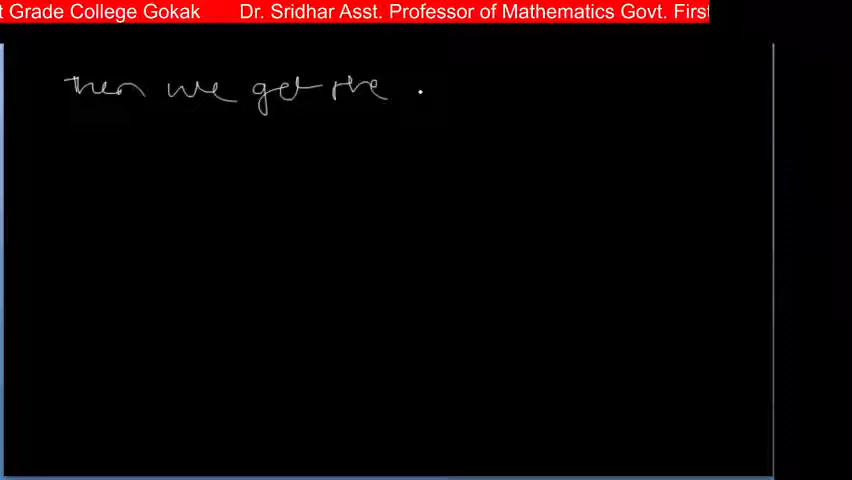 t Grade College Gokak Dr. Sridhar Asst. Professor of Mathematics Govt. First
then we get the